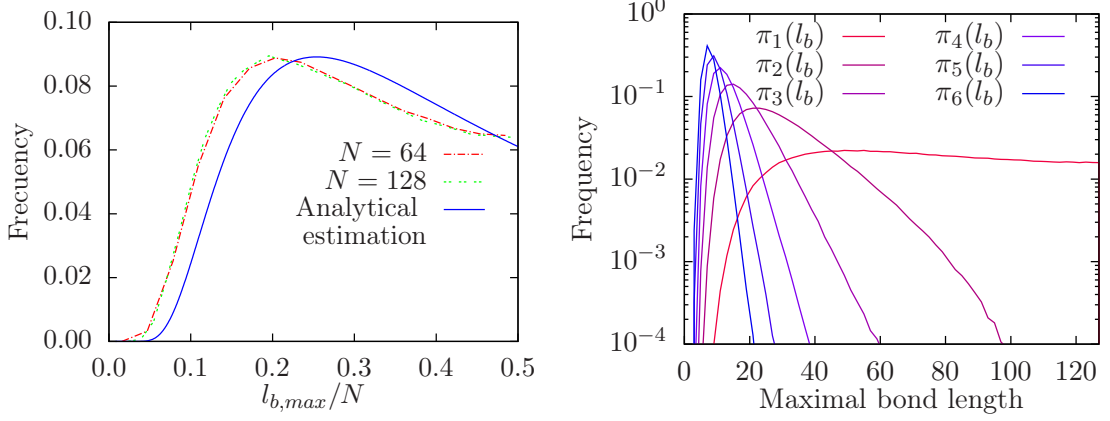 0.10
0.08
0.06
0.04
0.02
0.00
Frecuency
N = 64
N = 128
Analytical
estimation
0.0 0.1 0.2 0.3 0.4 0.5
l_{b,max}/N
10^0
10^{-1}
10^{-2}
10^{-3}
10^{-4}
Frequency
π_1(l_b) π_4(l_b)
π_2(l_b) π_5(l_b)
π_3(l_b) π_6(l_b)
0 20 40 60 80 100 120
Maximal bond length